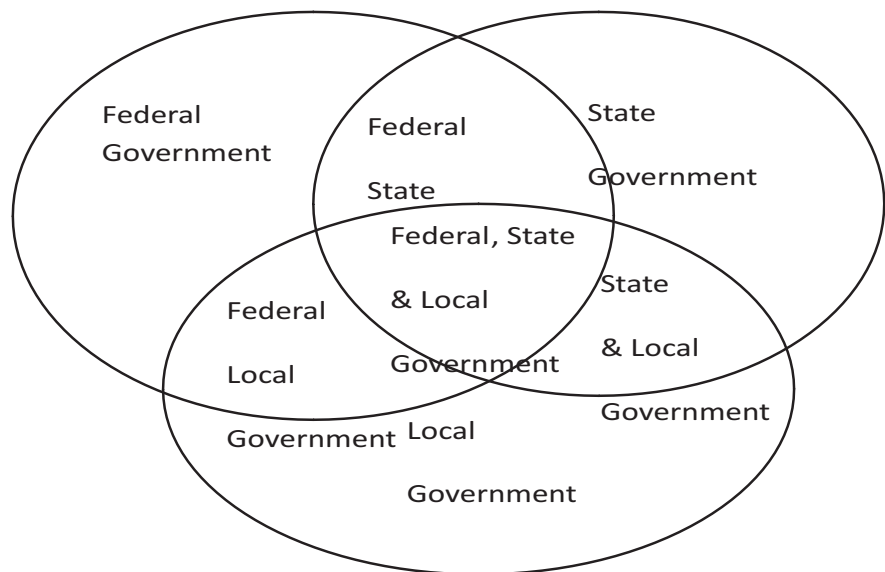 Federal
Government
Federal
State
State
Government
Federal, State
& Local
Government
Federal
Local
Government
State
& Local
Government
Local
Government